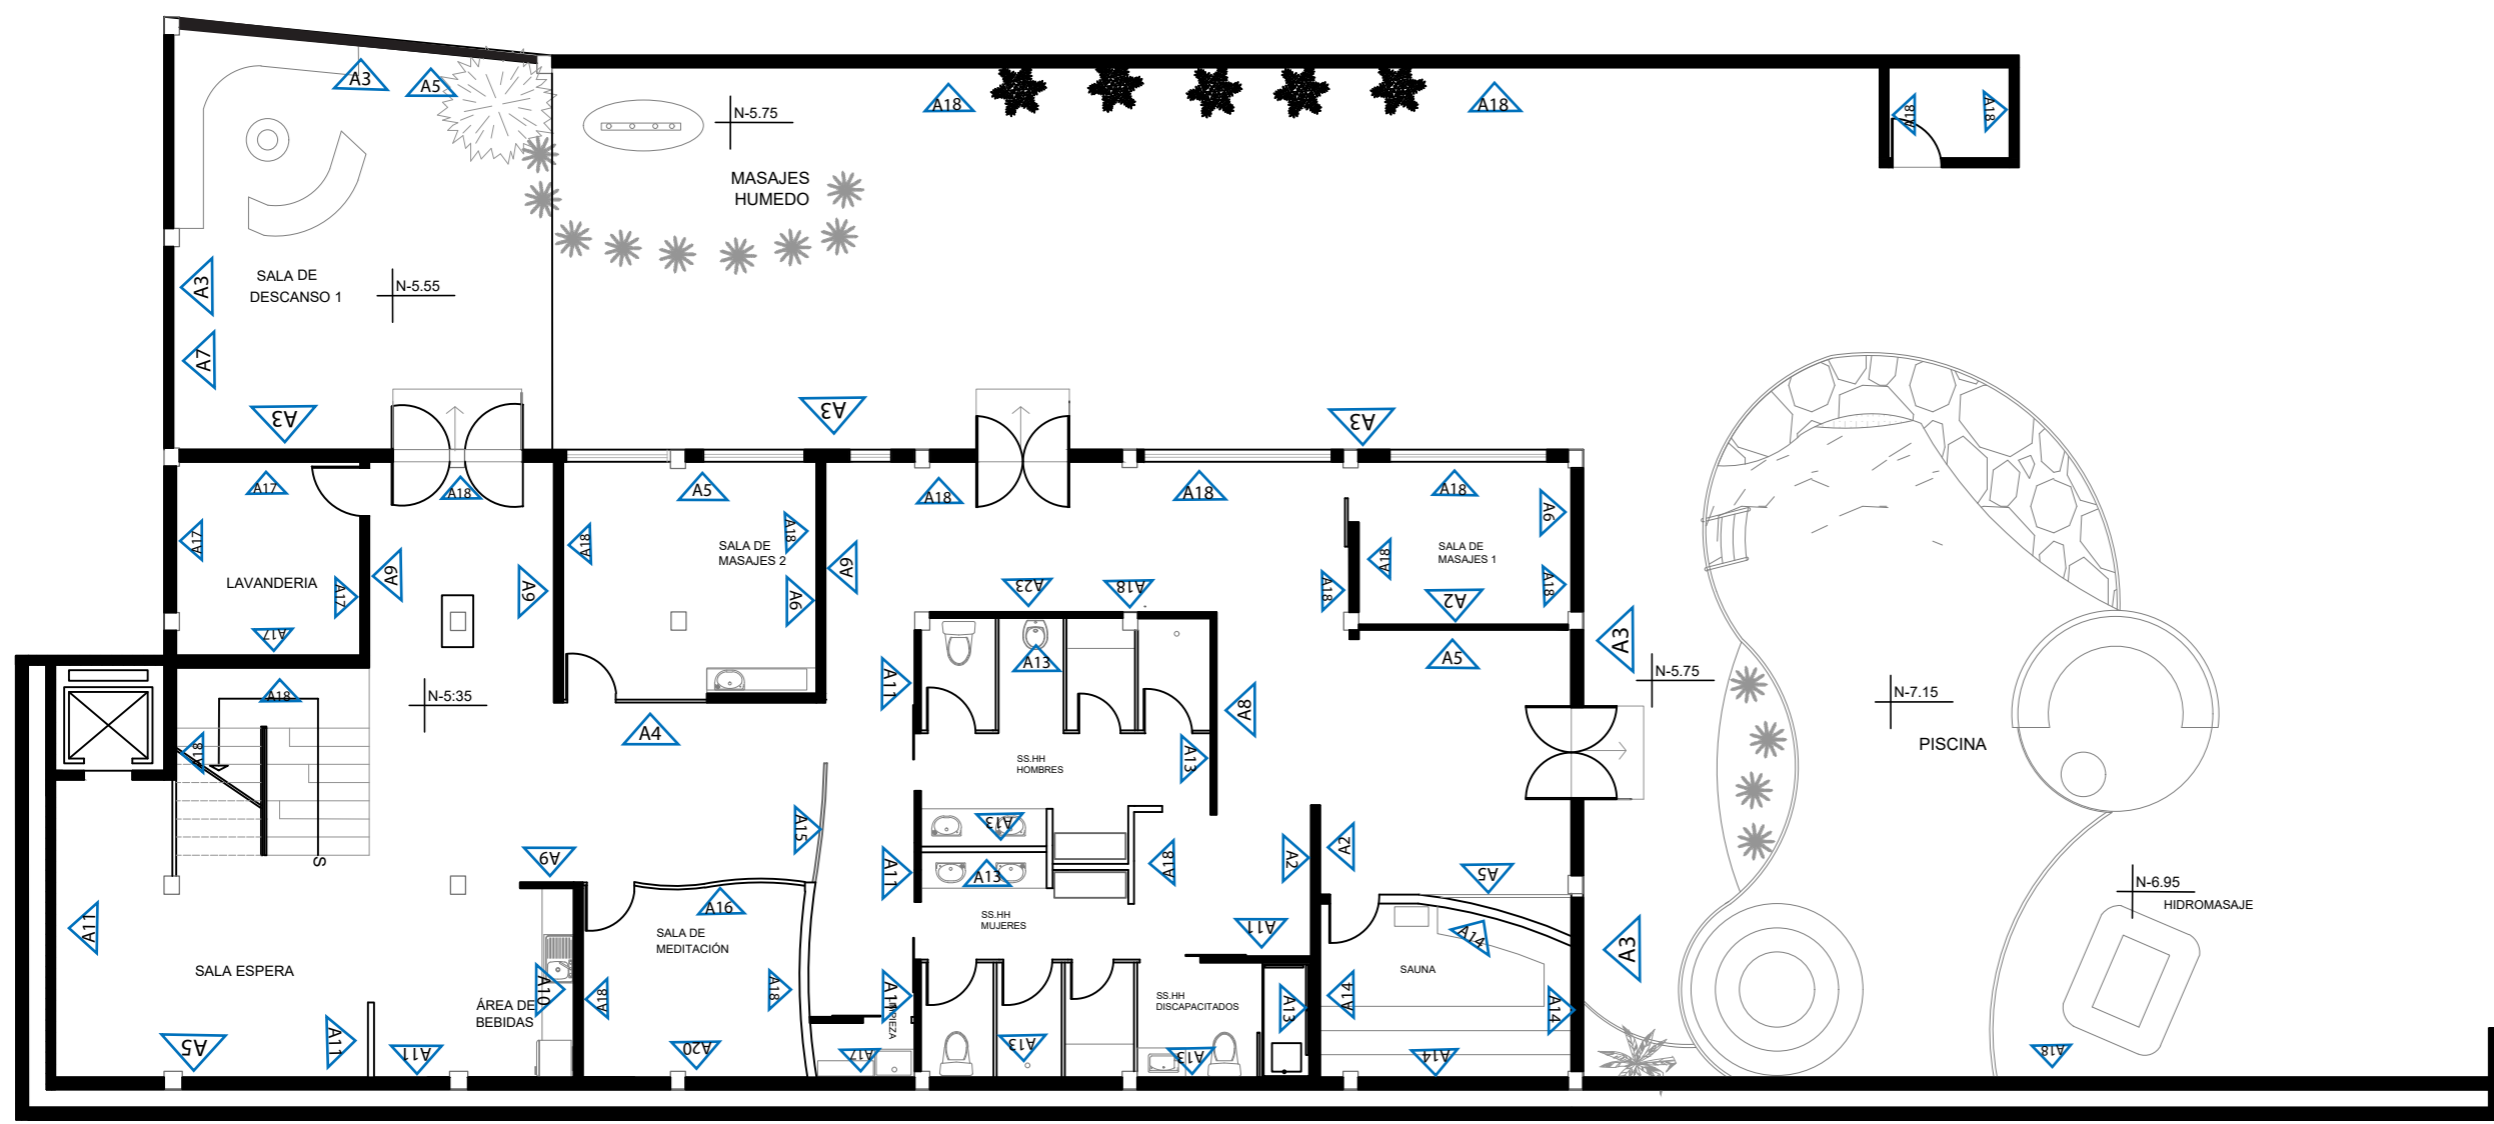 A3
A5
A18
A18
A18
A18
N-5.75
MASAJES
HUMEDO
A3
SALA DE
DESCANSO 1
N-5.55
A7
A3
A3
A3
A17
A18
A5
A18
A18
A18
A6
A17
A18
A18
SALA DE
MASAJES 2
SALA DE
MASAJES 1
A18
LAVANDERIA
A17
A9
A9
A6
A9
A23
A18
A18
A2
A18
A17
A3
A5
A13
A18
A11
N-5:35
N-5.75
N-7.15
A4
A8
PISCINA
A18
SS.HH
HOMBRES
A13
A15
A13
S
A9
A11
A13
A18
A2
A2
A5
N-6.95
HIDROMASAJE
A16
A11
SALA DE
MEDITACIÓN
SS.HH
MUJERES
A11
A14
A3
SALA ESPERA
SAUNA
A10
ÁREA DE
BEBIDAS
A18
A18
A11
SS.HH
DISCAPACITADOS
A13
A14
A14
A5
A11
A11
A20
A17
A13
A13
A14
A18